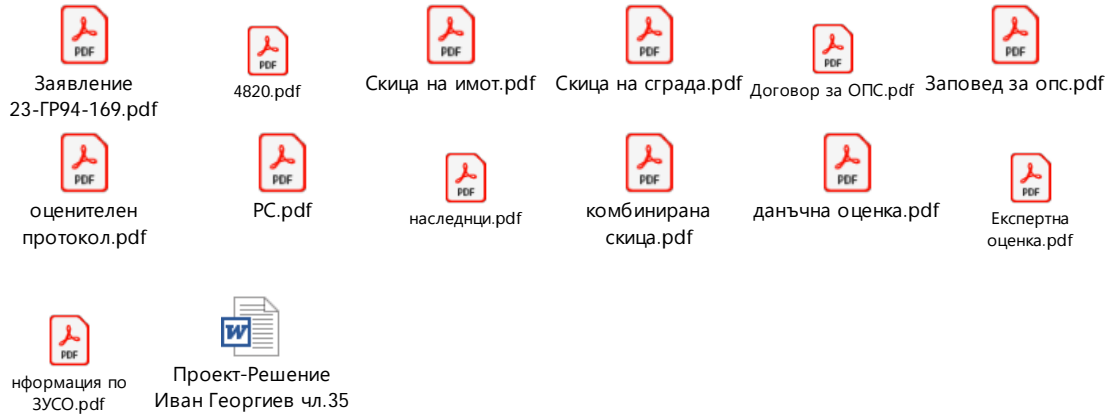 PDF
Заявление
23-ГР94-169.pdf
PDF
4820.pdf
PDF
Скица на имот.pdf
PDF
Скица на сграда.pdf
PDF
Договор за ОПС.pdf
PDF
Заповед за опс.pdf
PDF
оценителен
протокол.pdf
PDF
РС.pdf
PDF
наследнци.pdf
PDF
комбинирана
скица.pdf
PDF
данъчна оценка.pdf
PDF
Експертна
оценка.pdf
PDF
нформация по
ЗУСО.pdf
W
Проект-Решение
Иван Георгиев чл.35